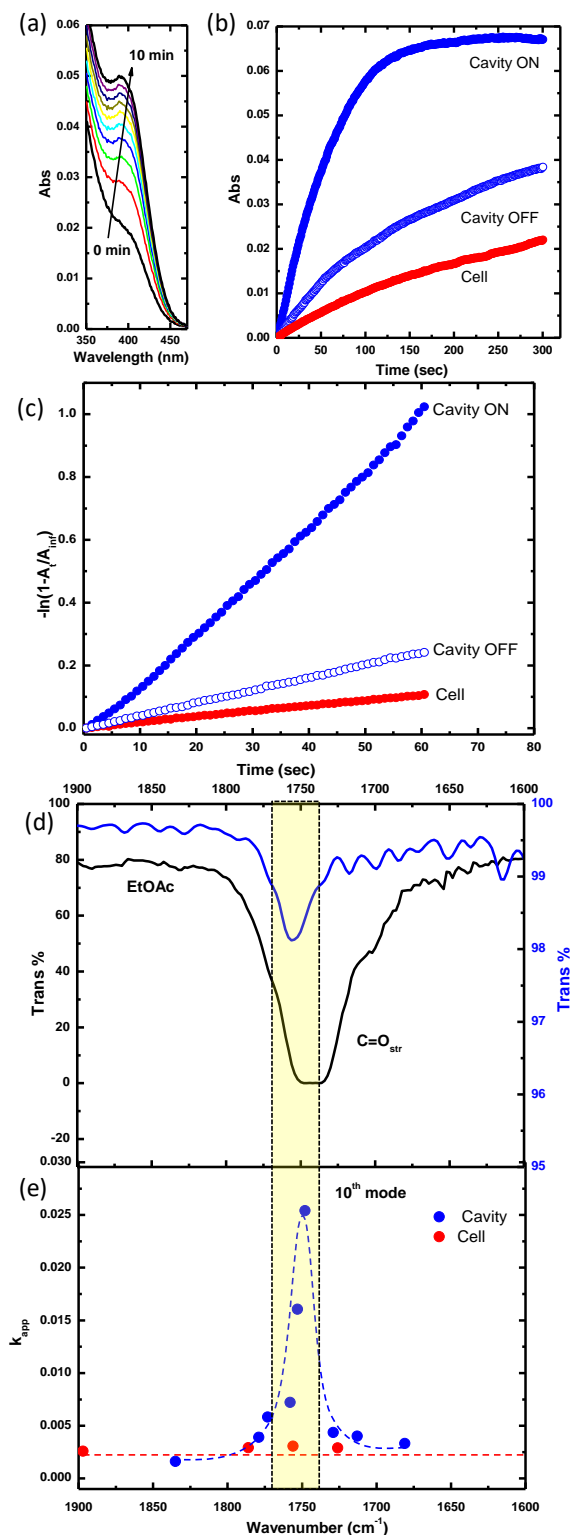 (a)
0.06
0.05
0.04
0.03
0.02
0.01
0.00
Abs
10 min
0 min
350 400 450
Wavelength (nm)
(b)
0.07
0.06
0.05
0.04
0.03
0.02
0.01
0.00
Abs
Cavity ON
Cavity OFF
Cell
50 100 150 200 250 300
Time (sec)
(c)
1.0
0.8
0.6
0.4
0.2
0.0
-ln(1-At/Ainf)
Cavity ON
Cavity OFF
Cell
0 10 20 30 40 50 60 70 80
Time (sec)
1900 1850 1800 1750 1700 1650 1600
(d)
100
80
60
40
20
0
-20
Trans %
EtOAc
C=Ostr
100
99
98
97
96
95
Trans %
(e)
0.030
0.025
0.020
0.015
0.010
0.005
0.000
kapp
10th mode
Cavity
Cell
1900 1850 1800 1750 1700 1650 1600
Wavenumber (cm-1)